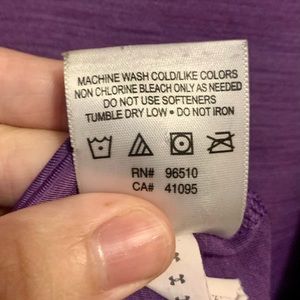 MACHINE WASH COLD/LIKE COLORS
NON CHLORINE BLEACH ONLY AS NEEDED
DO NOT USE SOFTENERS
TUMBLE DRY LOW • DO NOT IRON
RN# 96510
CA# 41095